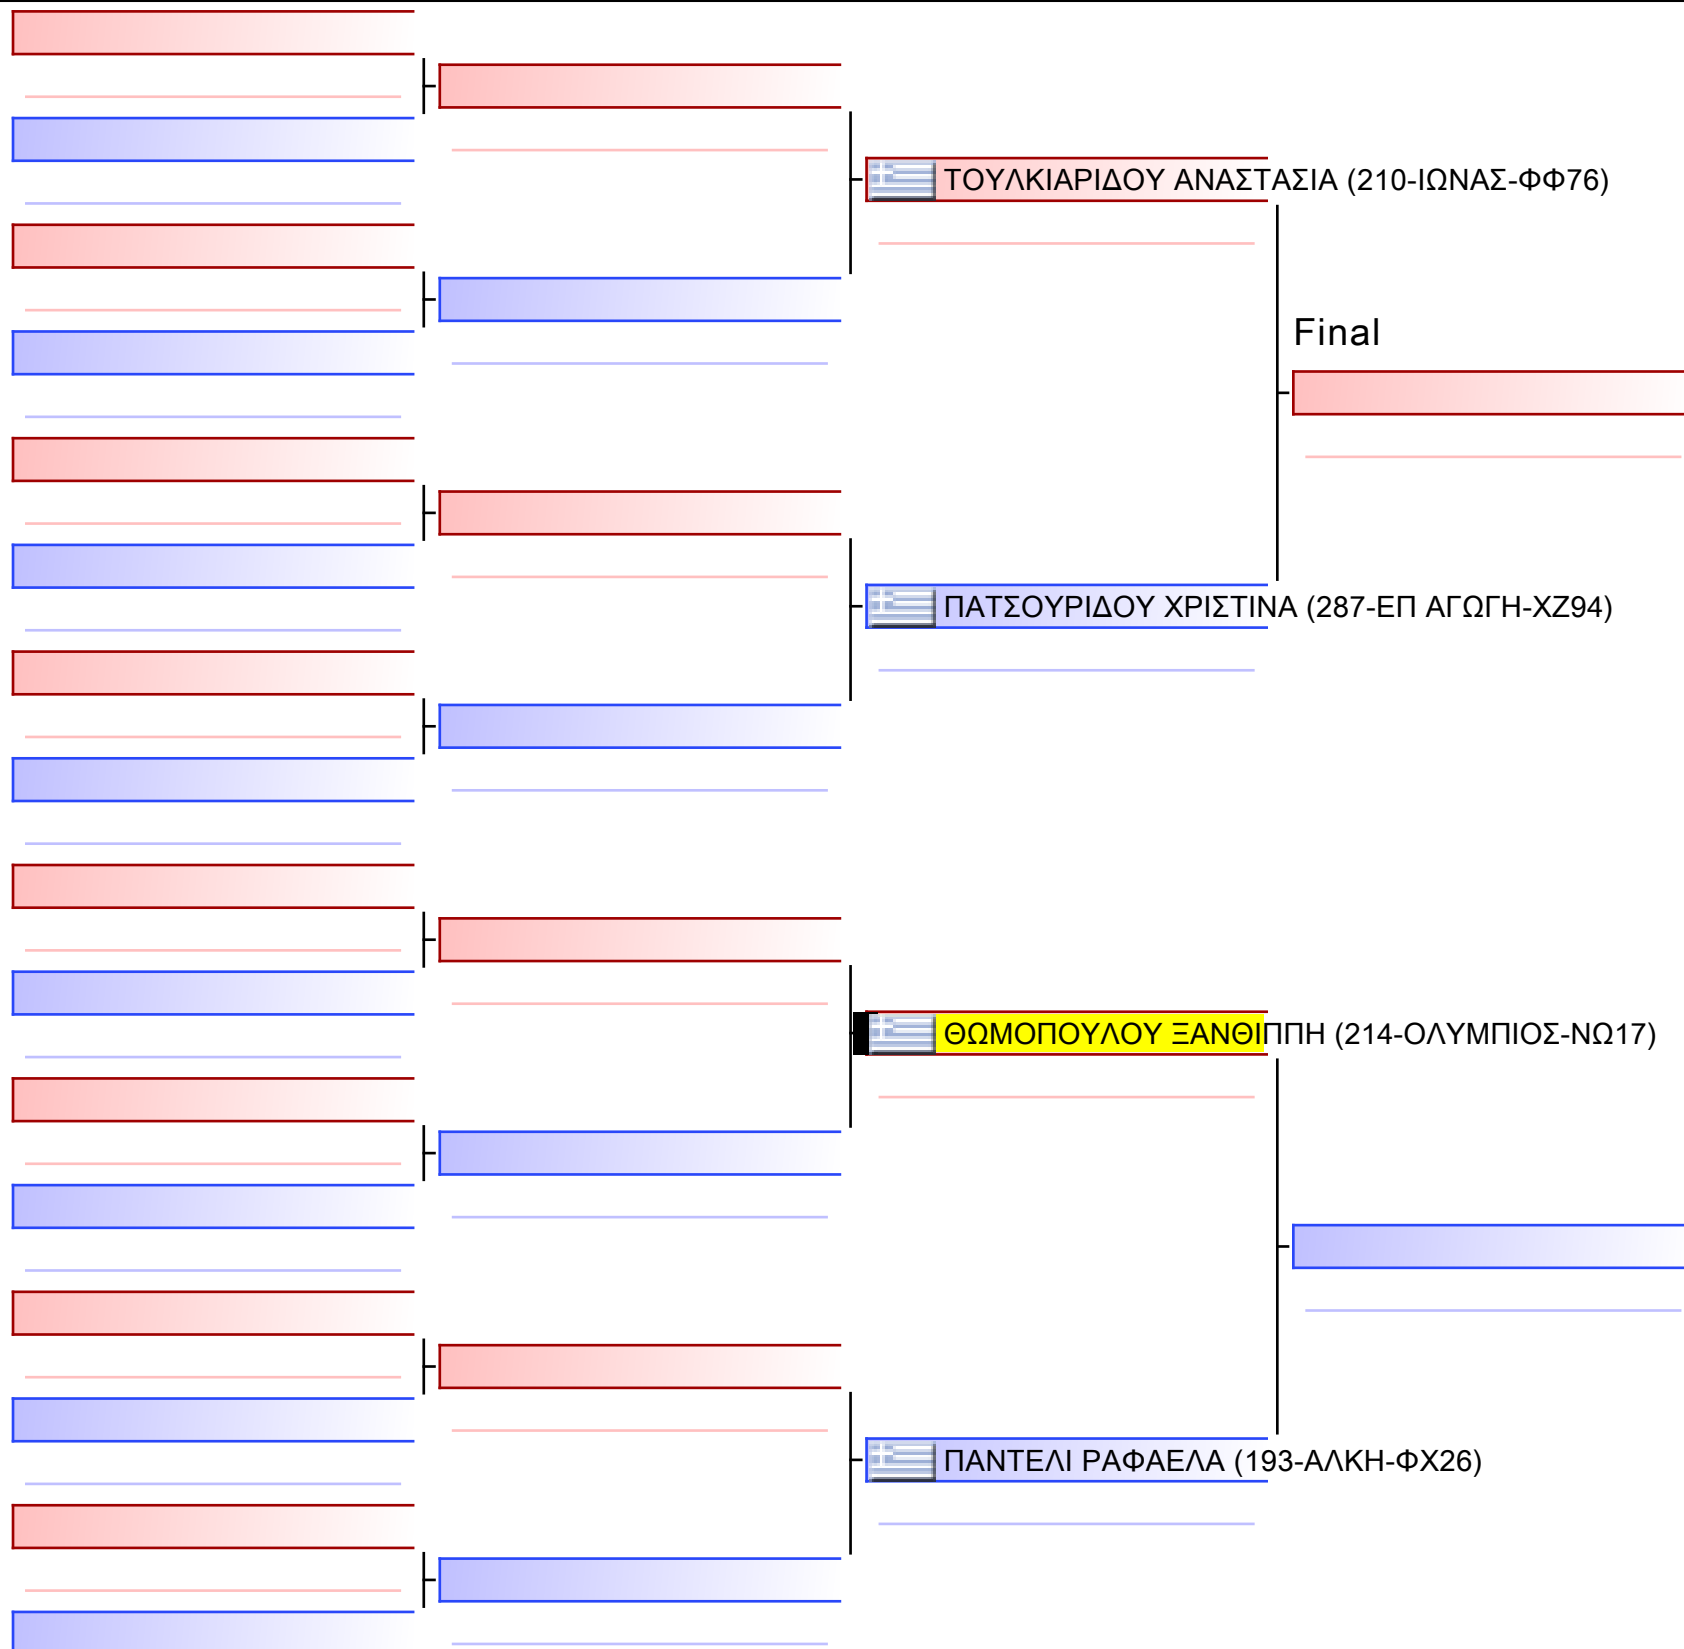 ΤΟΥΛΚΙΑΡΙΔΟΥ ΑΝΑΣΤΑΣΙΑ (210-ΙΩΝΑΣ-ΦΦ76)
Final
ΠΑΤΣΟΥΡΙΔΟΥ ΧΡΙΣΤΙΝΑ (287-ΕΠ ΑΓΩΓΗ-ΧΖ94)
ΘΩΜΟΠΟΥΛΟΥ ΞΑΝΘΙΠΠΗ (214-ΟΛΥΜΠΙΟΣ-ΝΩ17)
ΠΑΝΤΕΛΙ ΡΑΦΑΕΛΑ (193-ΑΛΚΗ-ΦΧ26)